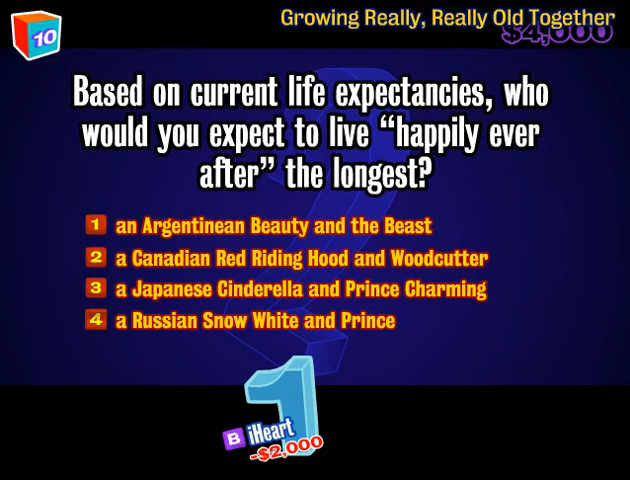 10
Growing Really, Really Old Together
$4,000
Based on current life expectancies, who
would you expect to live “happily ever
after” the longest?
1 an Argentinean Beauty and the Beast
2 a Canadian Red Riding Hood and Woodcutter
3 a Japanese Cinderella and Prince Charming
4 a Russian Snow White and Prince
1
B iHeart
-$2,000